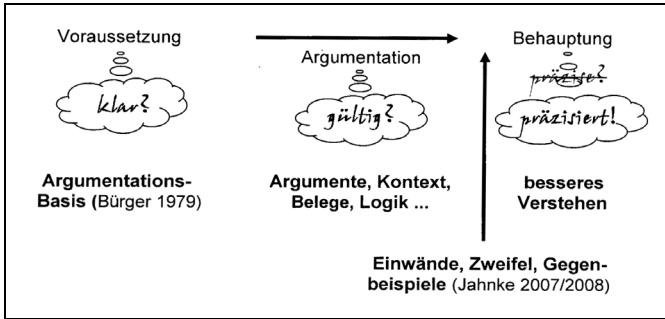 Voraussetzung
Argumentation
Behauptung
klar?
gültig?
präzise?
präzisiert!
Argumentations-
Basis (Bürger 1979)
Argumente, Kontext,
Belege, Logik ...
besseres
Verstehen
Einwände, Zweifel, Gegen-
beispiele (Jahnke 2007/2008)